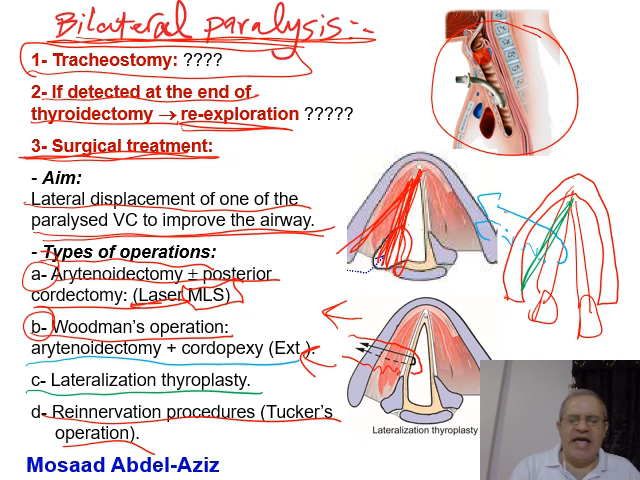 Bilateral paralysis:-
1- Tracheostomy: ????
2- If detected at the end of
thyroidectomy → re-exploration ?????
3- Surgical treatment:
- Aim:
Lateral displacement of one of the
paralysed VC to improve the airway.
- Types of operations:
a- Arytenoidectomy ± posterior
cordectomy: (Laser MLS)
b- Woodman's operation:
arytenoidectomy + cordopexy (Ext.).
c- Lateralization thyroplasty.
d- Reinnervation procedures (Tucker's
operation).
Lateralization thyroplasty
Mosaad Abdel-Aziz